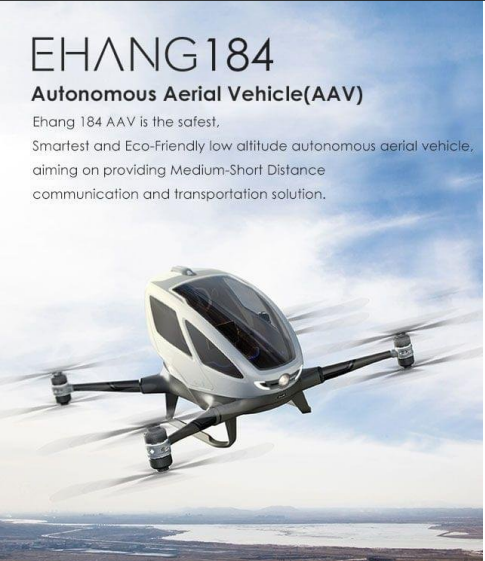 EHANG184
Autonomous Aerial Vehicle(AAV)
Ehang 184 AAV is the safest,
Smartest and Eco-Friendly low altitude autonomous aerial vehicle,
aiming on providing Medium-Short Distance
communication and transportation solution.